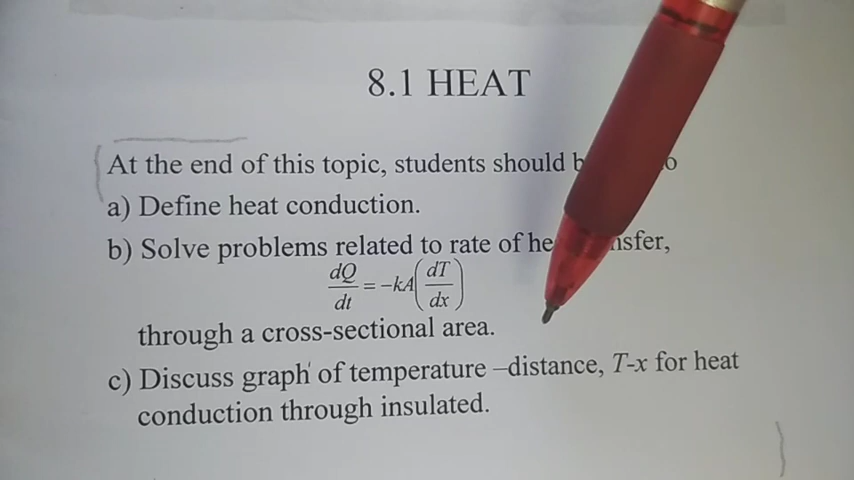 8.1 HEAT
At the end of this topic, students should
a) Define heat conduction.
b) Solve problems related to rate of
dQ/dt = -kA(dT/dx)
through a cross-sectional area.
c) Discuss graph of temperature –distance, T-x for heat
conduction through insulated.